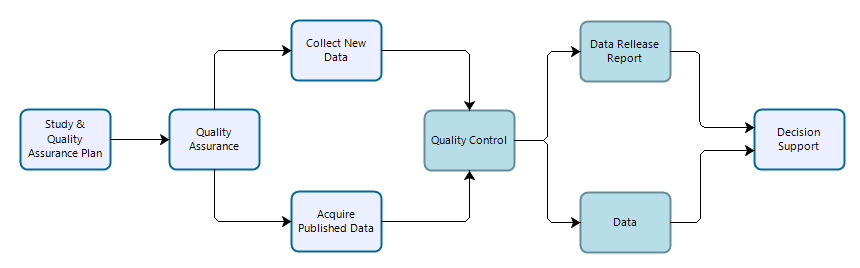 Study &
Quality
Assurance Plan
Quality
Assurance
Collect New
Data
Acquire
Published Data
Quality Control
Data Rellease
Report
Data
Decision
Support